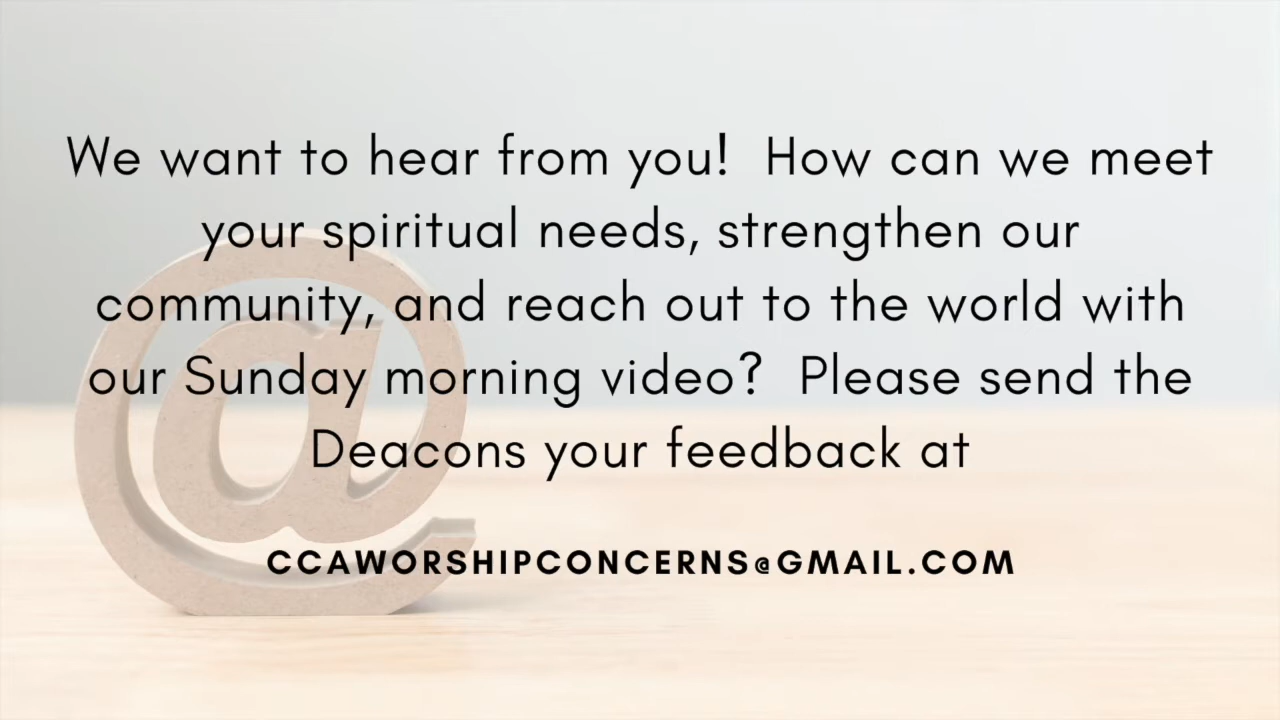 We want to hear from you!  How can we meet
your spiritual needs, strengthen our
community, and reach out to the world with
our Sunday morning video?  Please send the
Deacons your feedback at
CCAWORSHIPCONCERNS@GMAIL.COM